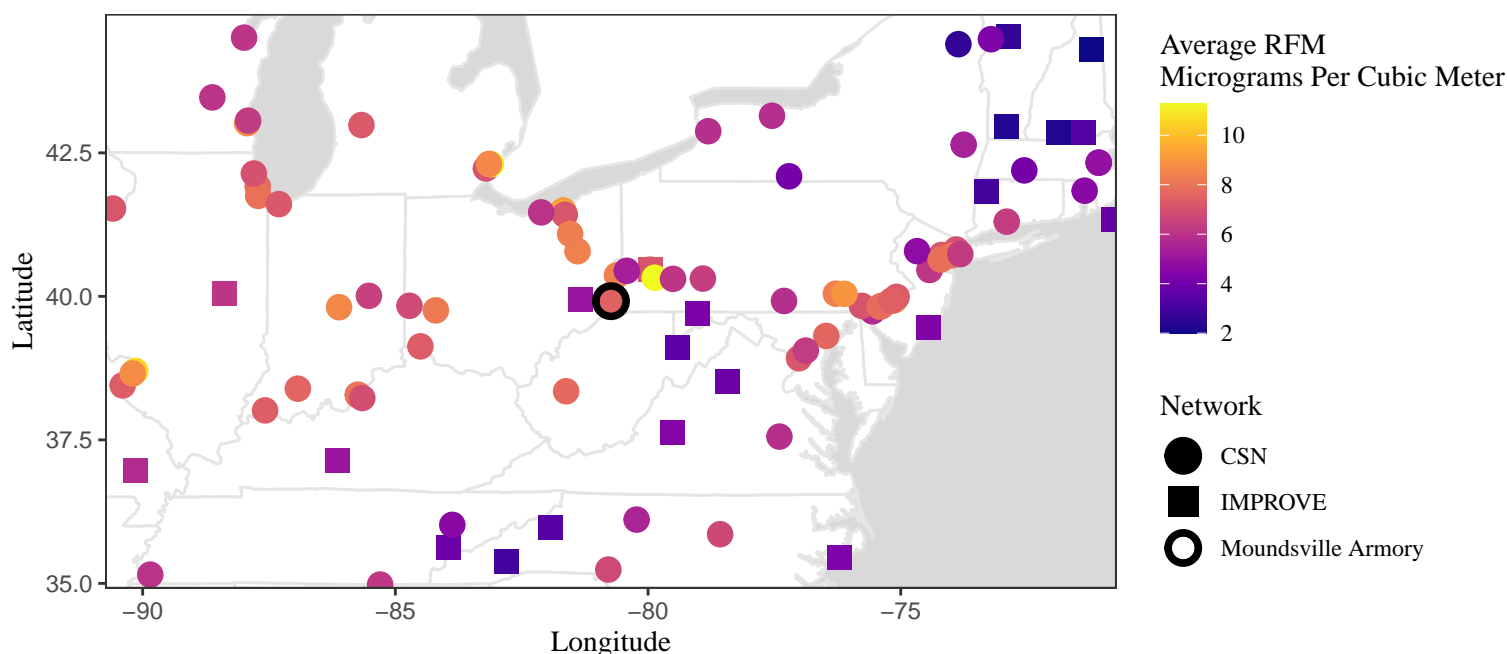 Average RFM
Micrograms Per Cubic Meter
10
8
6
4
2
Network
CSN
IMPROVE
Moundsville Armory
Latitude
42.5
40.0
37.5
35.0
−90
−85
−80
−75
Longitude